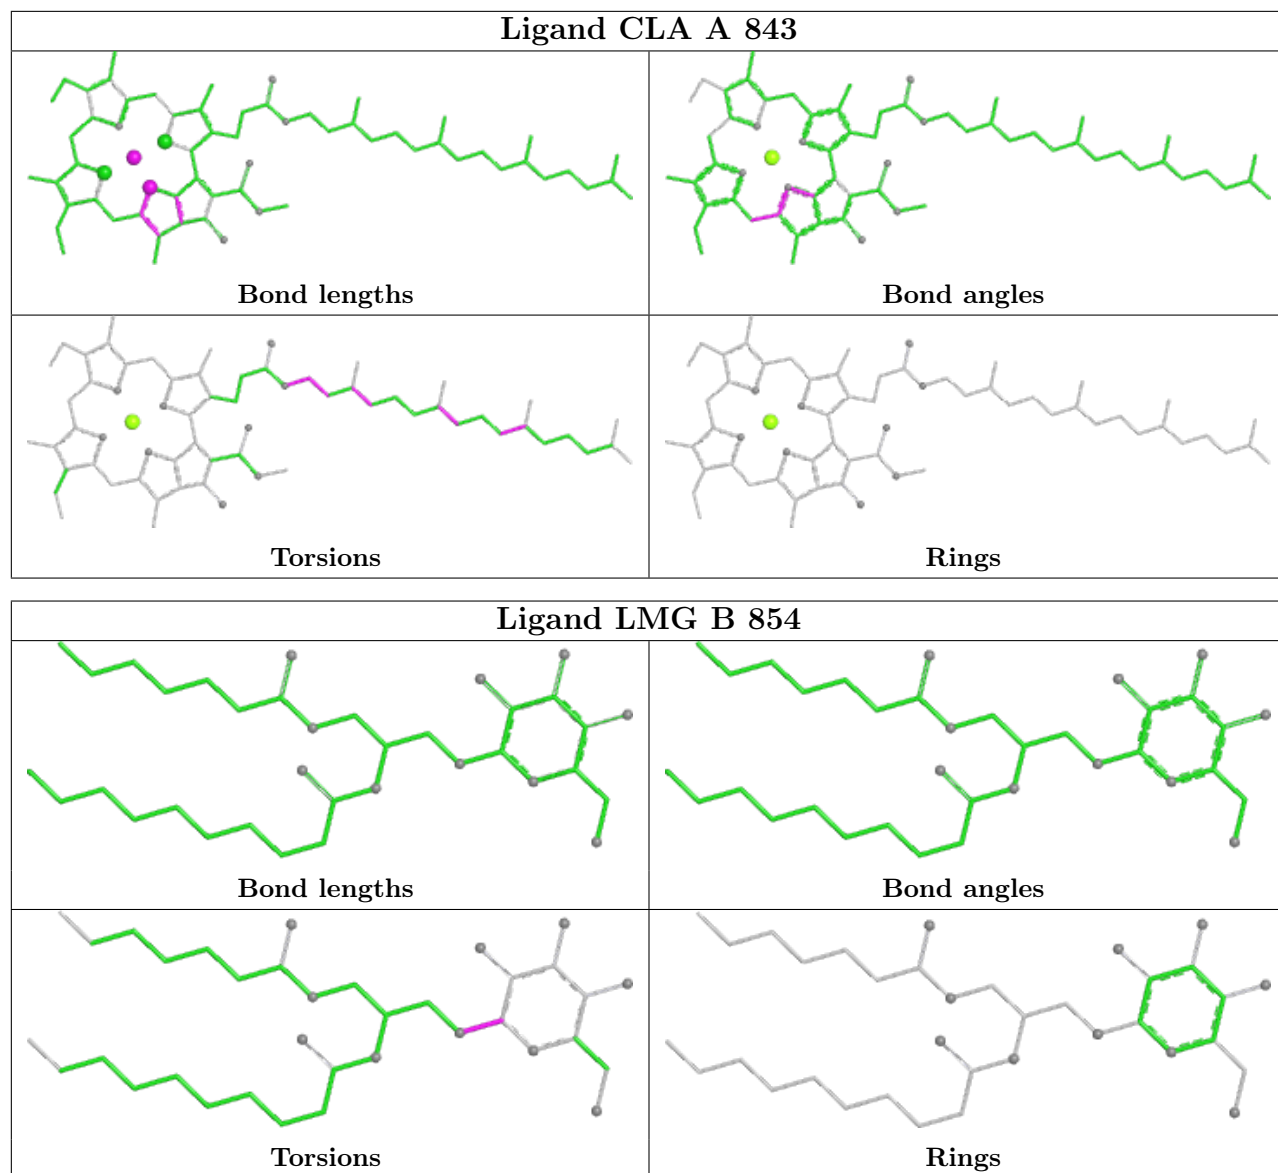 Ligand CLA A 843
Bond lengths
Bond angles
Torsions
Rings
Ligand LMG B 854
Bond lengths
Bond angles
Torsions
Rings